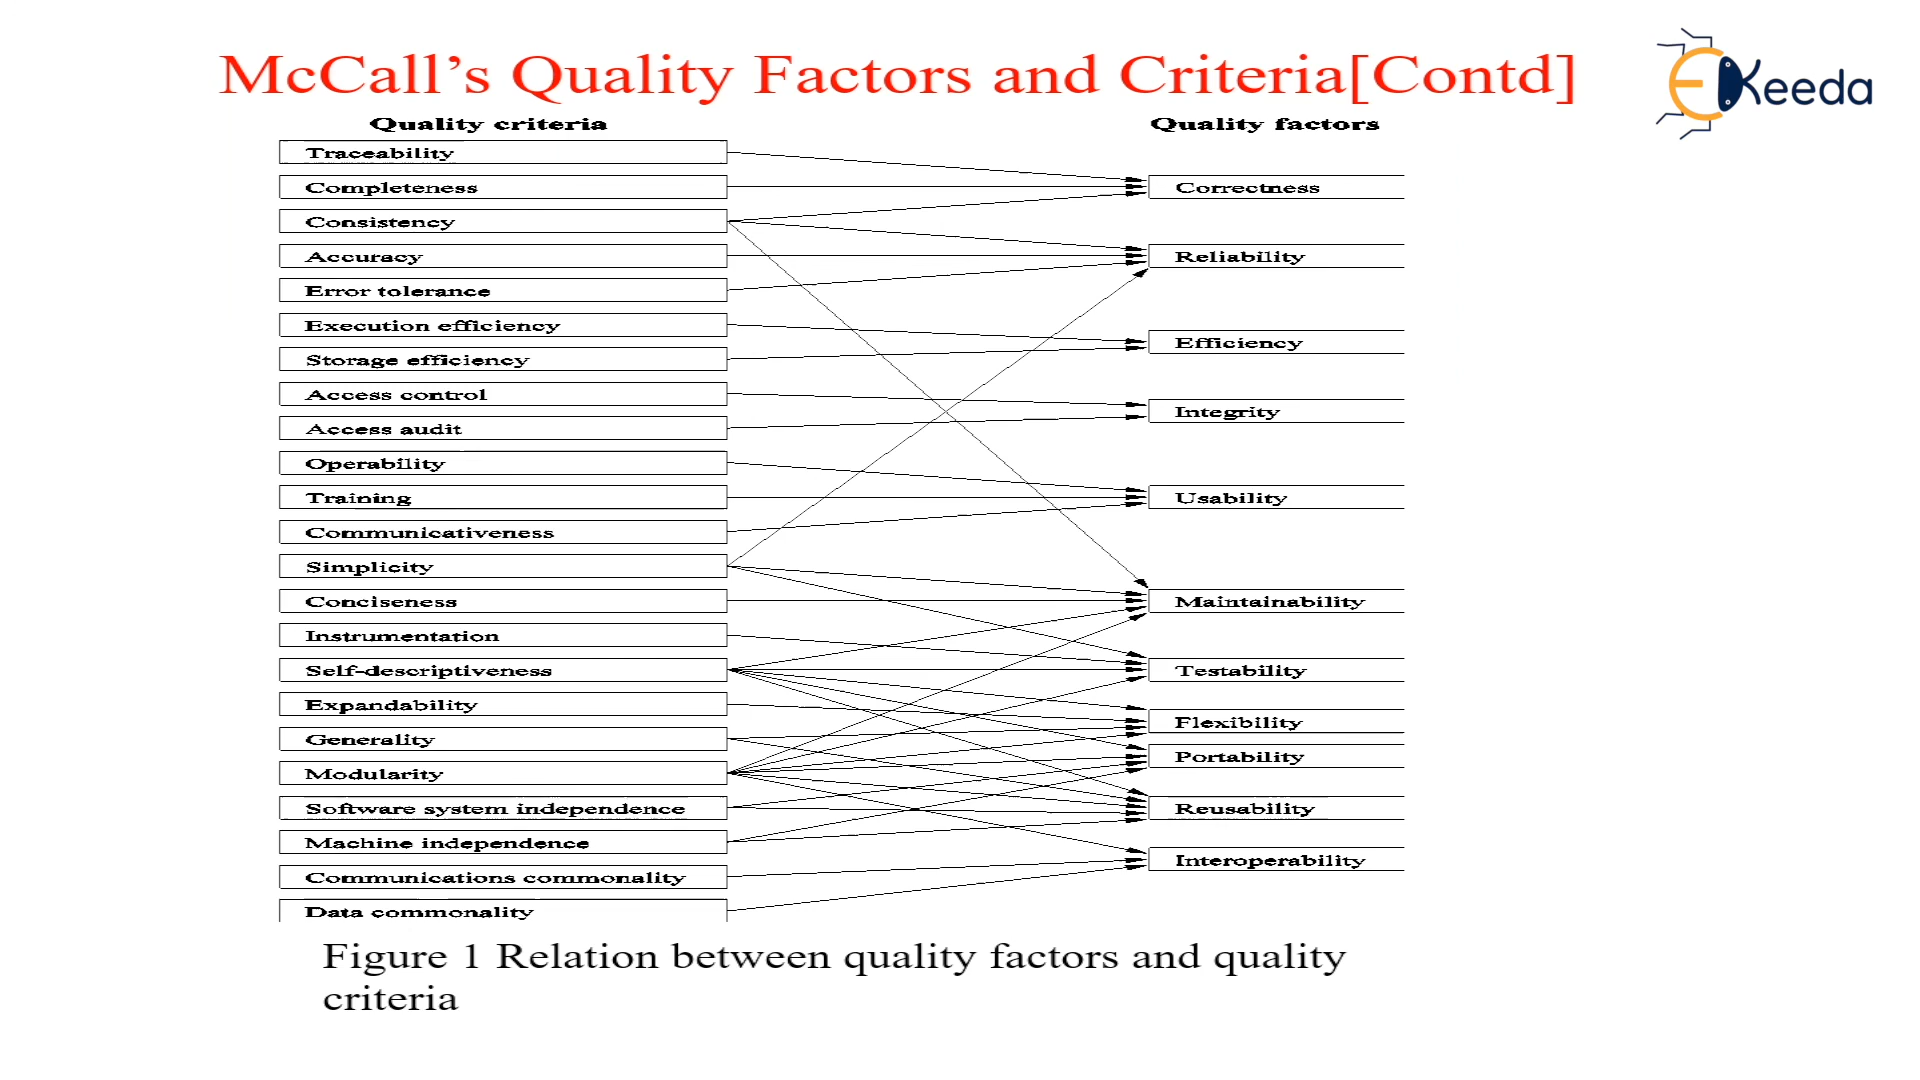 McCall’s Quality Factors and Criteria[Contd]
EKeeda
Quality criteria
Quality factors
Traceability
Completeness
Consistency
Accuracy
Error tolerance
Execution efficiency
Storage efficiency
Access control
Access audit
Operability
Training
Communicativeness
Simplicity
Conciseness
Instrumentation
Self-descriptiveness
Expandability
Generality
Modularity
Software system independence
Machine independence
Communications commonality
Data commonality
Correctness
Reliability
Efficiency
Integrity
Usability
Maintainability
Testability
Flexibility
Portability
Reusability
Interoperability
Figure 1 Relation between quality factors and quality
criteria